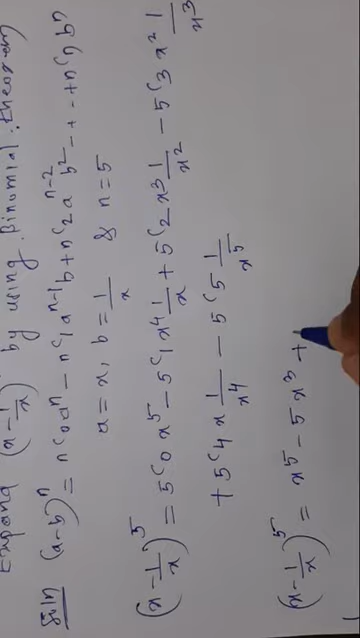 Expand (x - 1/x)^5 by using Binomial theorem
Soln (a-b)^n = nC0 a^n - nC1 a^n-1 b + nC2 a^n-2 b^2 - + - + nCn b^n
a = x, b = 1/x & n = 5
(x - 1/x)^5 = 5C0 x^5 - 5C1 x^4 1/x + 5C2 x^3 1/x^2 - 5C3 x^2 1/x^3
+ 5C4 x 1/x^4 - 5C5 1/x^5
(x - 1/x)^5 = x^5 - 5x^3 +